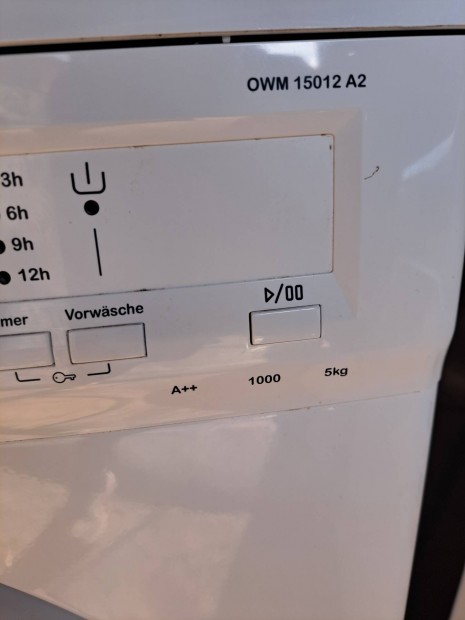 OWM 15012 A2
3h
6h
9h
12h
mer
Vorwäsche
A++ 1000 5kg